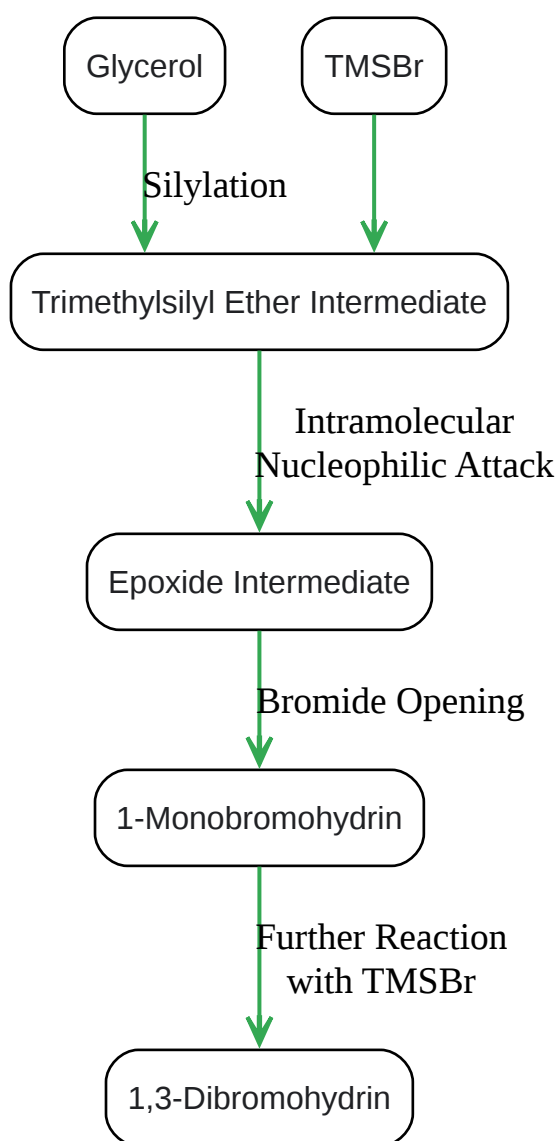 Glycerol
TMSBr
Silylation
Trimethylsilyl Ether Intermediate
Intramolecular
Nucleophilic Attack
Epoxide Intermediate
Bromide Opening
1-Monobromohydrin
Further Reaction
with TMSBr
1,3-Dibromohydrin